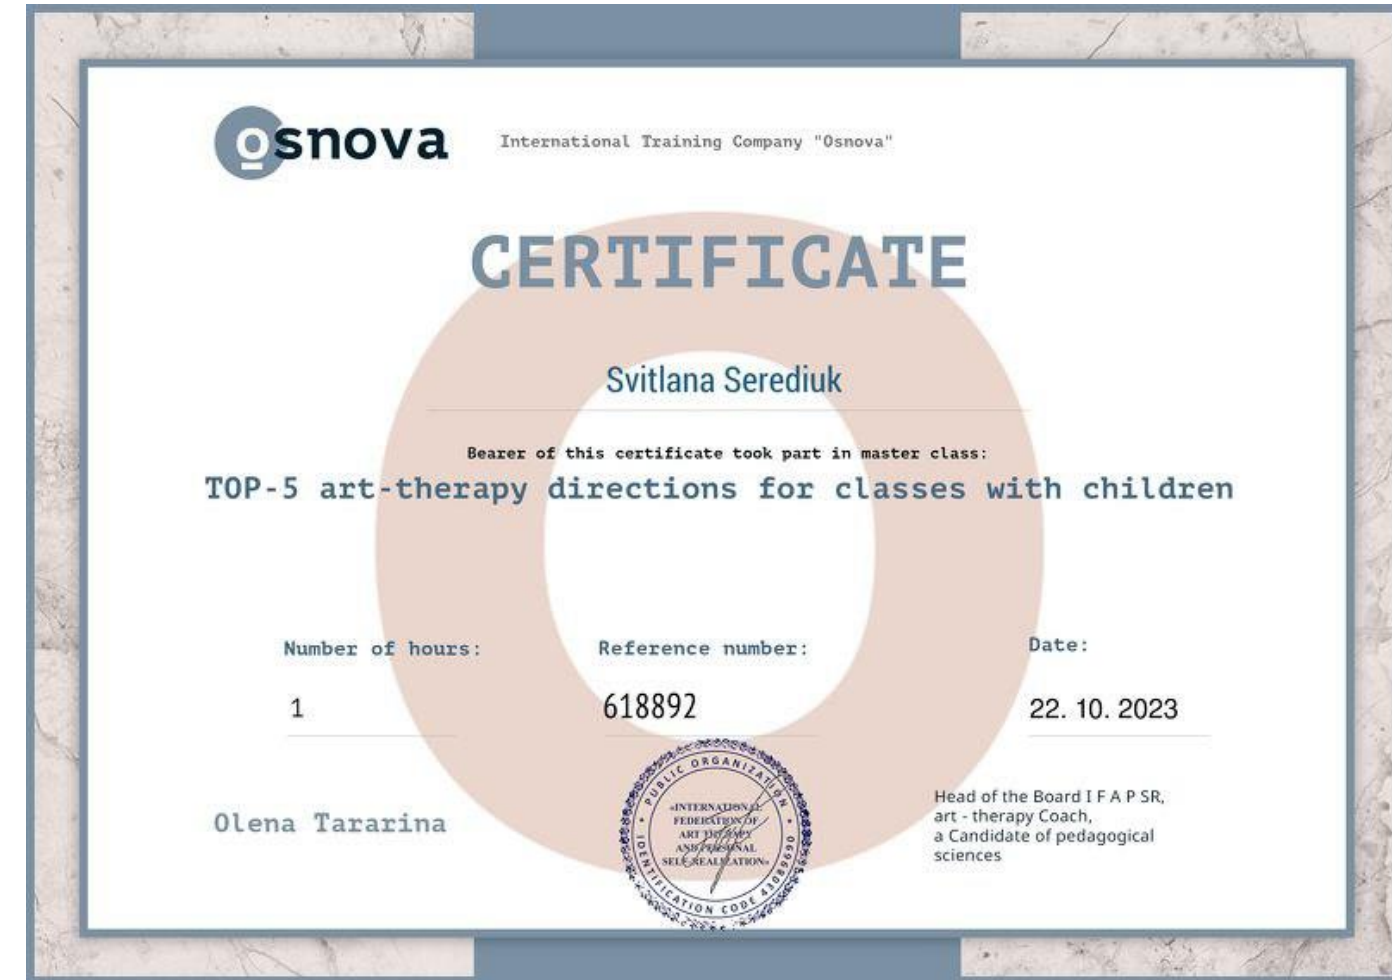 osnova
International Training Company "Osnova"
CERTIFICATE
Svitlana Serediuk
Bearer of this certificate took part in master class:
TOP-5 art-therapy directions for classes with children
Number of hours:
Reference number:
Date:
1
618892
22. 10. 2023
Olena Tararina
PUBLIC ORGANIZATION
«INTERNATIONAL
FEDERATION OF
ART THERAPY
AND PERSONAL
SELF-REALIZATION»
IDENTIFICATION CODE 43089690
Head of the Board I F A P SR,
art - therapy Coach,
a Candidate of pedagogical
sciences